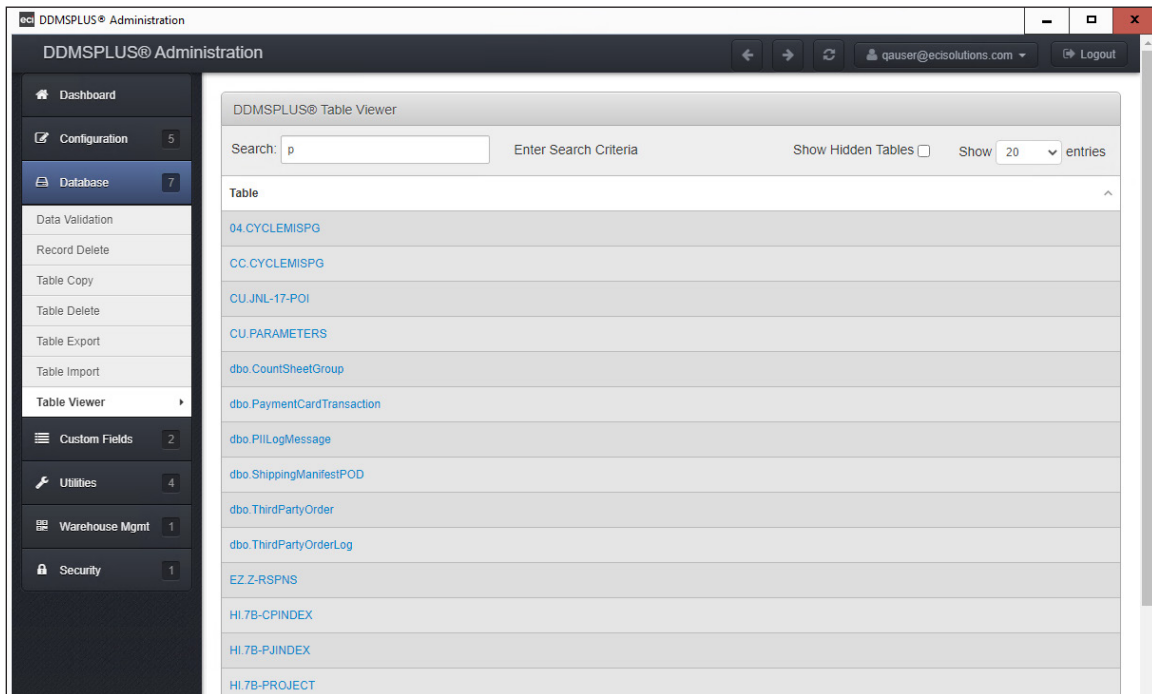 eci DDMSPLUS® Administration
DDMSPLUS® Administration
qauser@ecisolutions.com
Logout
Dashboard
Configuration 5
Database 7
Data Validation
Record Delete
Table Copy
Table Delete
Table Export
Table Import
Table Viewer
Custom Fields 2
Utilities 4
Warehouse Mgmt 1
Security 1
DDMSPLUS® Table Viewer
Search: p Enter Search Criteria Show Hidden Tables Show 20 entries
Table
04.CYCLEMISPG
CC.CYCLEMISPG
CU.JNL-17-POI
CU.PARAMETERS
dbo.CountSheetGroup
dbo.PaymentCardTransaction
dbo.PIILogMessage
dbo.ShippingManifestPOD
dbo.ThirdPartyOrder
dbo.ThirdPartyOrderLog
EZ.Z-RSPNS
HI.7B-CPINDEX
HI.7B-PJINDEX
HI.7B-PROJECT